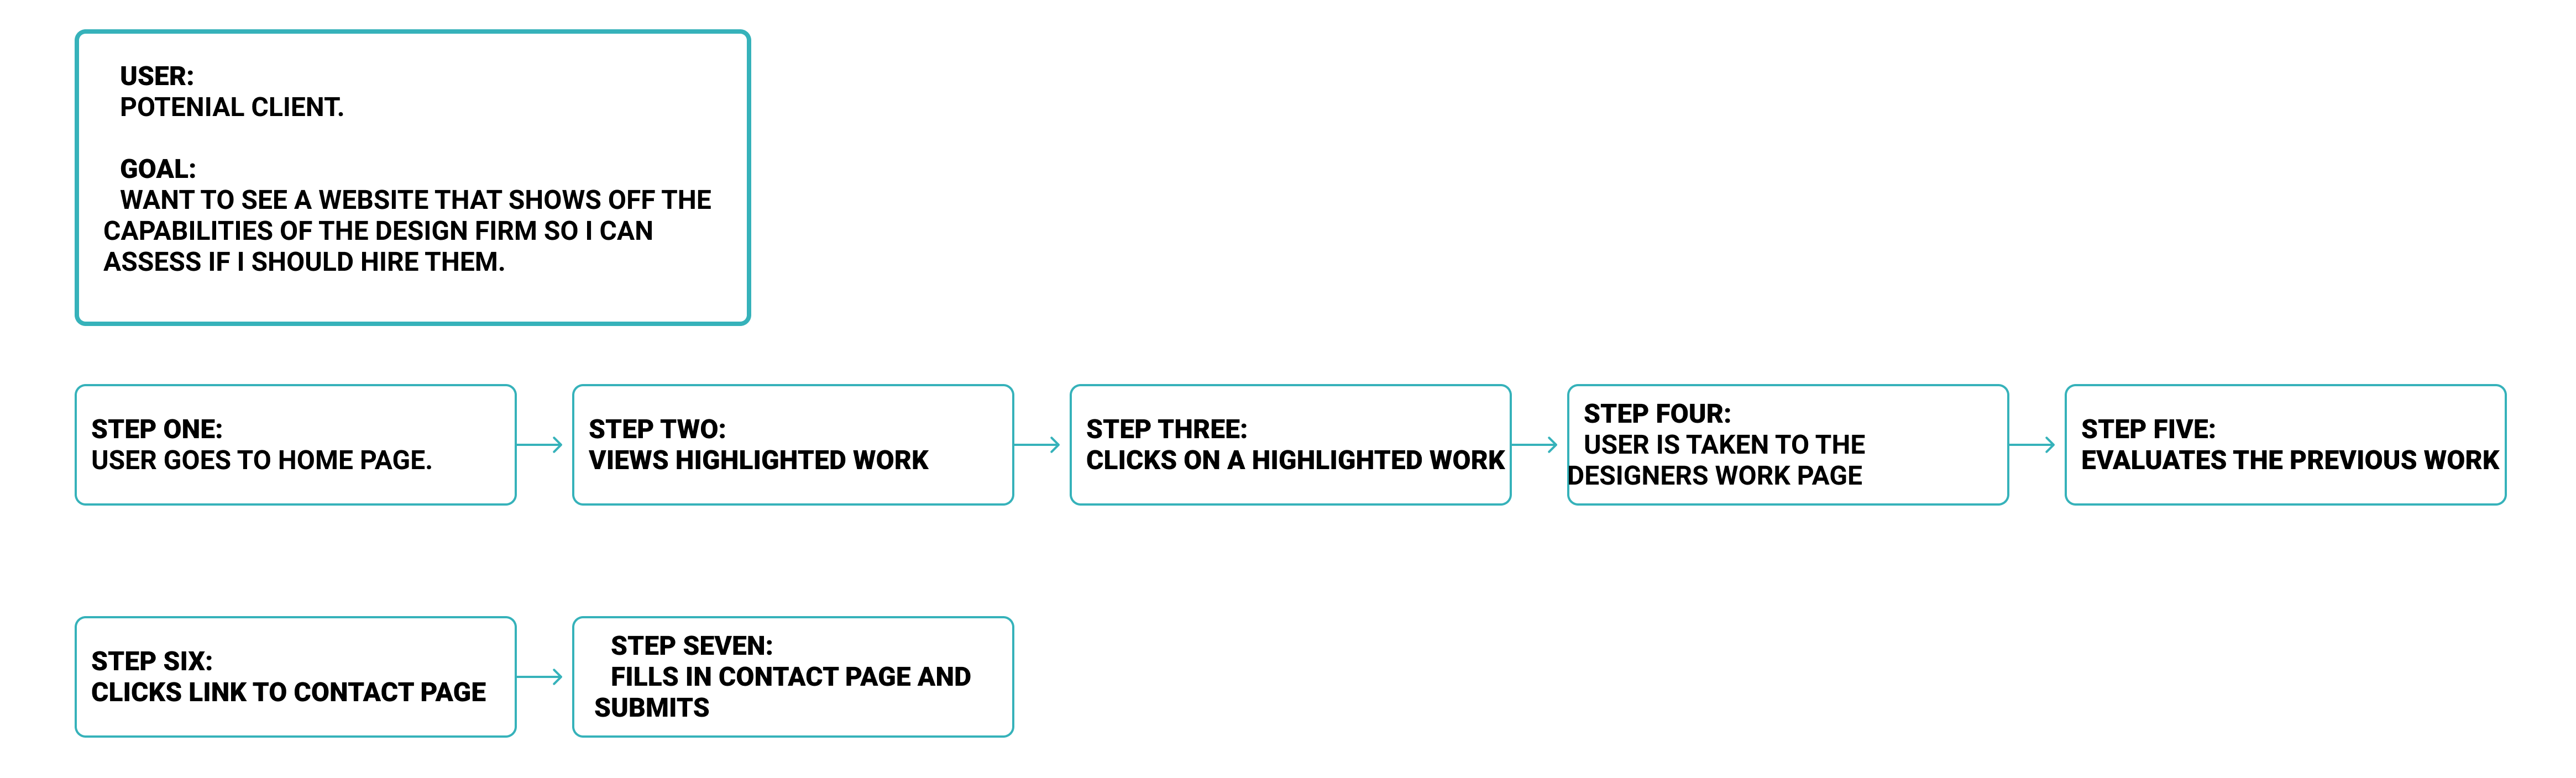 USER:
POTENIAL CLIENT.
GOAL:
WANT TO SEE A WEBSITE THAT SHOWS OFF THE
CAPABILITIES OF THE DESIGN FIRM SO I CAN
ASSESS IF I SHOULD HIRE THEM.
STEP ONE:
USER GOES TO HOME PAGE.
STEP TWO:
VIEWS HIGHLIGHTED WORK
STEP THREE:
CLICKS ON A HIGHLIGHTED WORK
STEP FOUR:
USER IS TAKEN TO THE
DESIGNERS WORK PAGE
STEP FIVE:
EVALUATES THE PREVIOUS WORK
STEP SIX:
CLICKS LINK TO CONTACT PAGE
STEP SEVEN:
FILLS IN CONTACT PAGE AND
SUBMITS